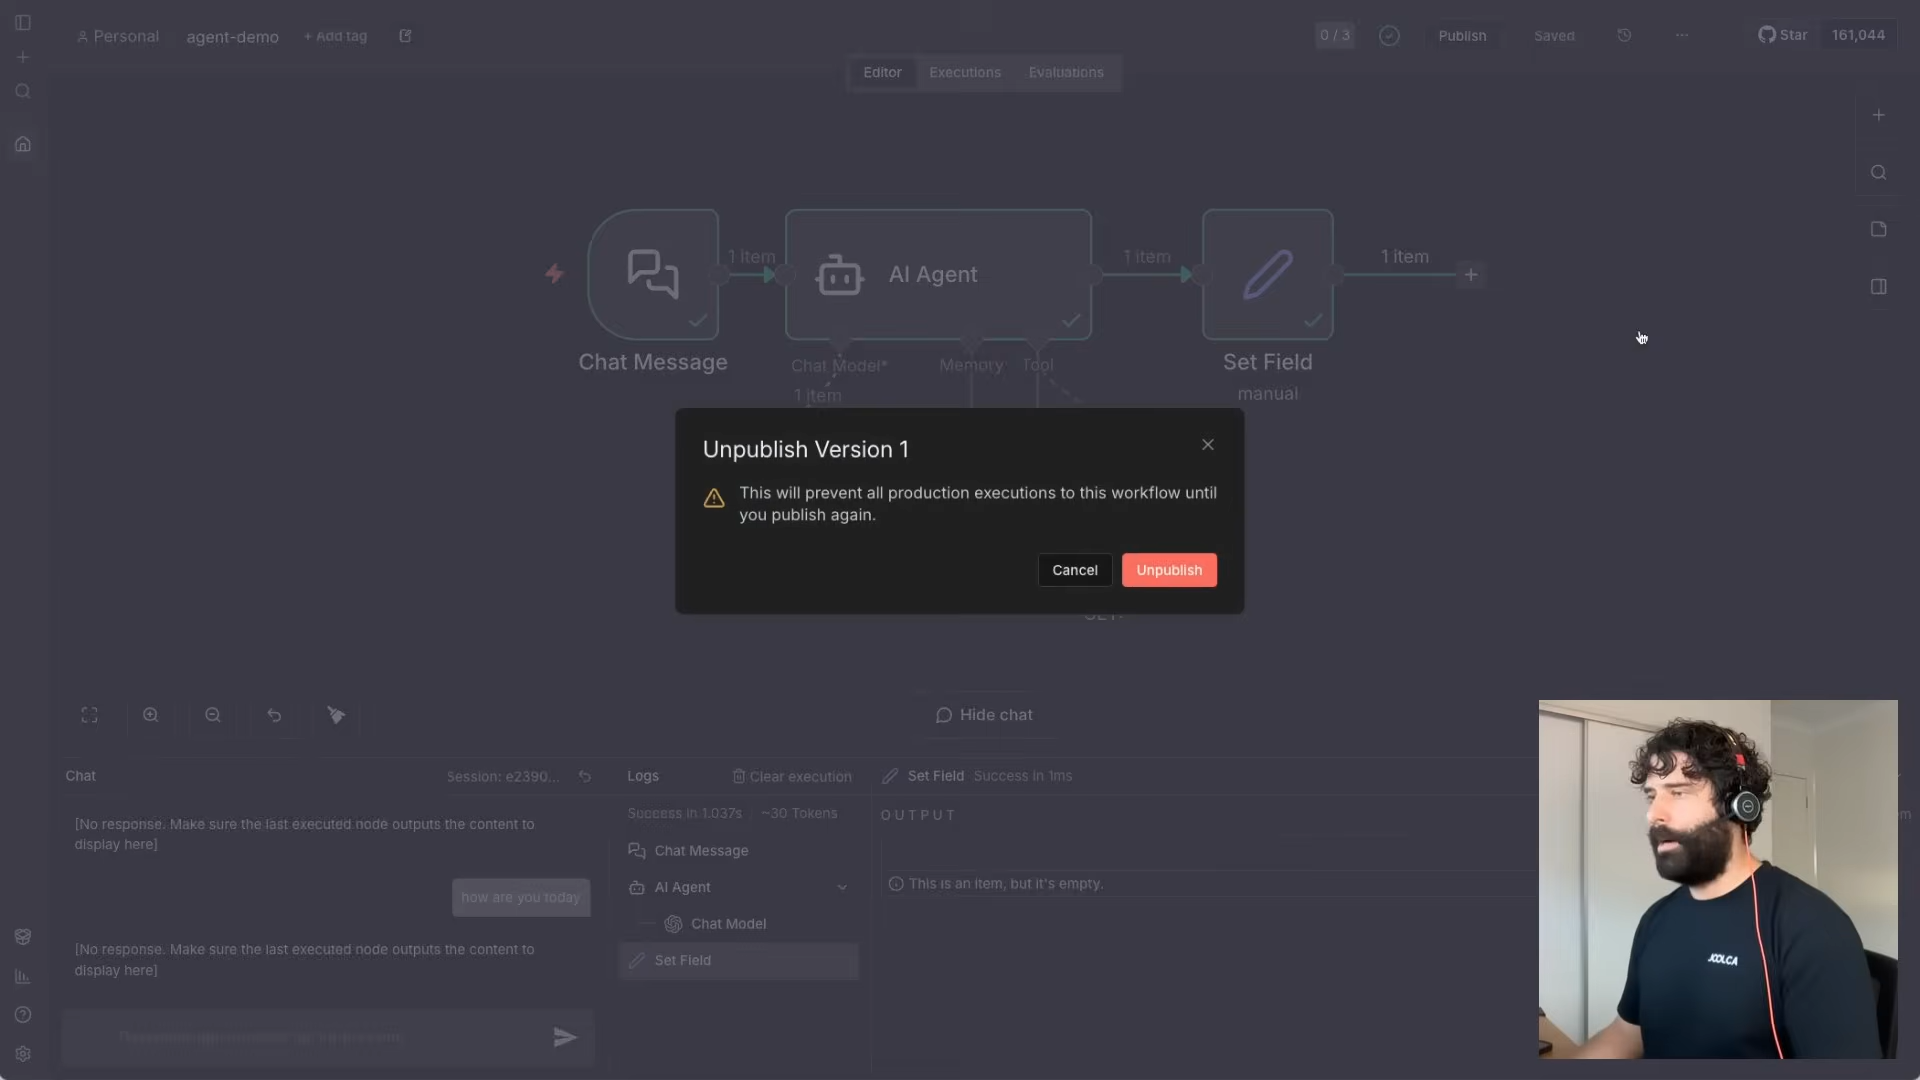 Personal
agent-demo
+ Add tag
0 / 3
Publish
Saved
Star
161,044
Editor
Executions
Evaluations
1 item
AI Agent
1 item
1 item
Chat Message
Chat Model*
Memory
Tool
Set Field
1 item
manual
Unpublish Version 1
This will prevent all production executions to this workflow until
you publish again.
Cancel
Unpublish
Hide chat
Chat
Session: e2390...
[No response. Make sure the last executed node outputs the content to
display here]
how are you today
[No response. Make sure the last executed node outputs the content to
display here]
Logs
Clear execution
Success in 1.037s
~30 Tokens
Chat Message
AI Agent
Chat Model
Set Field
Set Field
Success in 1ms
OUTPUT
This is an item, but it's empty.
JOOLCA